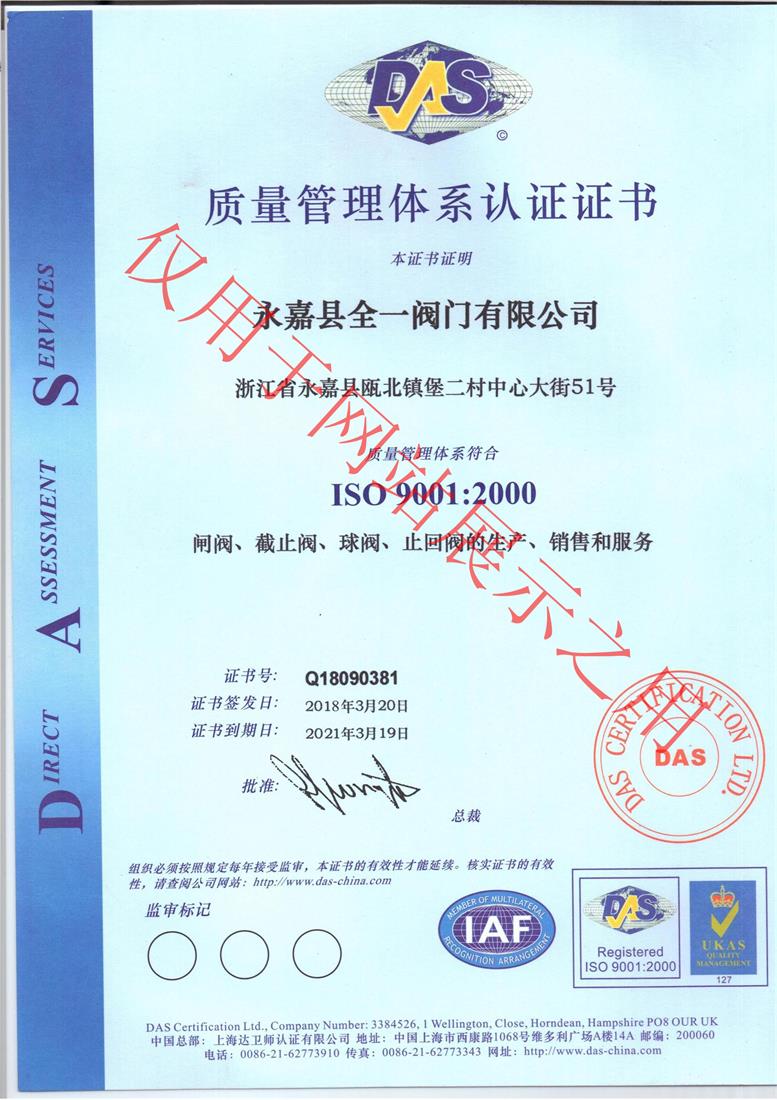 DAS
©
质量管理体系认证证书
本证书证明
永嘉县全一阀门有限公司
浙江省永嘉县瓯北镇堡二村中心大街51号
质量管理体系符合
ISO 9001:2000
闸阀、截止阀、球阀、止回阀的生产、销售和服务
仅用于网站展示之用
DIRECT ASSESSMENT SERVICES
证书号: Q18090381
证书签发日: 2018年3月20日
证书到期日: 2021年3月19日
批准:
总裁
DAS CERTIFICATION LTD.
DAS
组织必须按照规定每年接受监审，本证书的有效性才能延续。核实证书的有效
性，请查阅公司网站：http://www.das-china.com
监审标记
MEMBER OF MULTILATERAL
IAF
RECOGNITION ARRANGEMENT
DAS
Registered
ISO 9001:2000
UKAS
QUALITY
MANAGEMENT
127
DAS Certification Ltd., Company Number: 3384526, 1 Wellington, Close, Horndean, Hampshire PO8 OUR UK
中国总部：上海达卫师认证有限公司 地址：中国上海市西康路1068号维多利广场A楼14A 邮编：200060
电话：0086-21-62773910 传真：0086-21-62773343 网址：http://www.das-china.com